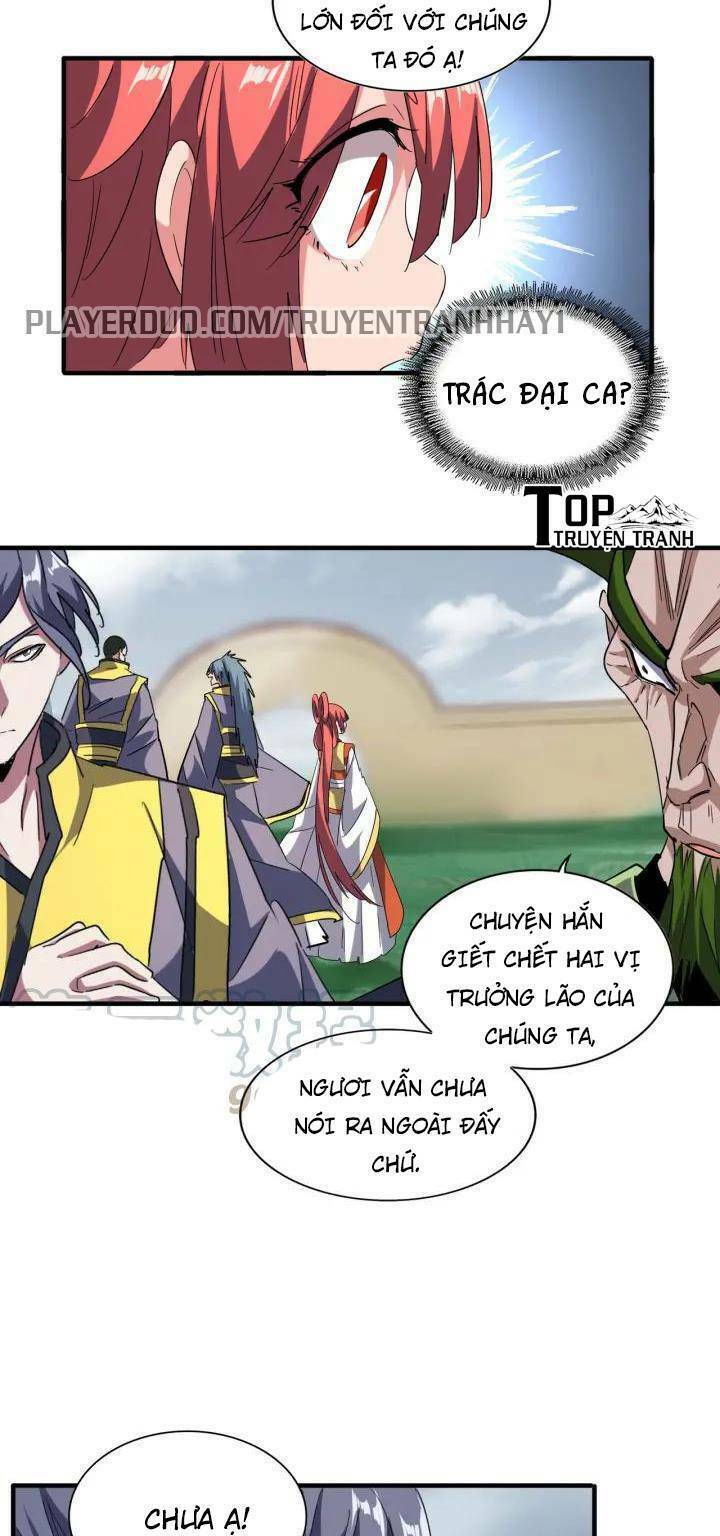 LỚN ĐỐI VỚI CHÚNG
TA ĐÓ Ạ!
PLAYERDUO.COM/TRUYENTRANHHAY1
TRÁC ĐẠI CA?
TOP
TRUYỆN TRANH
CHUYỆN HẮN
GIẾT CHẾT HAI VỊ
TRƯỞNG LÃO CỦA
CHÚNG TA,
NGƯƠI VẪN CHƯA
NÓI RA NGOÀI ĐẤY
CHỨ.
CHƯA Ạ!